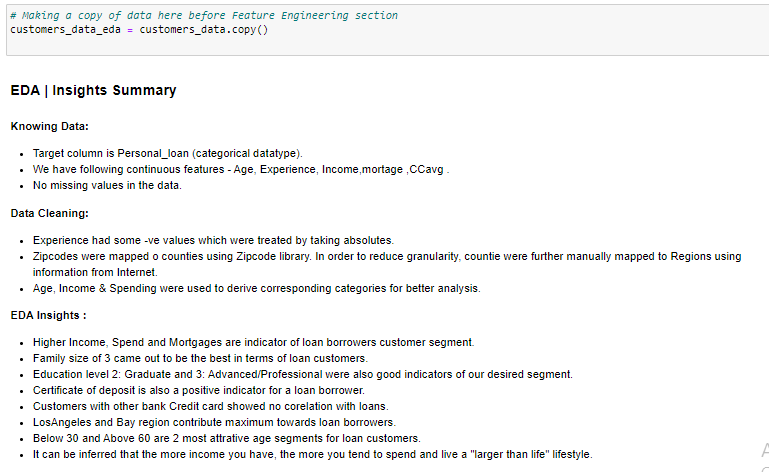 # Making a copy of data here before Feature Engineering section
customers_data_eda = customers_data.copy()
EDA | Insights Summary
Knowing Data:
• Target column is Personal_loan (categorical datatype).
• We have following continuous features - Age, Experience, Income,mortage ,CCavg .
• No missing values in the data.
Data Cleaning:
• Experience had some -ve values which were treated by taking absolutes.
• Zipcodes were mapped o counties using Zipcode library. In order to reduce granularity, countie were further manually mapped to Regions using
information from Internet.
• Age, Income & Spending were used to derive corresponding categories for better analysis.
EDA Insights :
• Higher Income, Spend and Mortgages are indicator of loan borrowers customer segment.
• Family size of 3 came out to be the best in terms of loan customers.
• Education level 2: Graduate and 3: Advanced/Professional were also good indicators of our desired segment.
• Certificate of deposit is also a positive indicator for a loan borrower.
• Customers with other bank Credit card showed no corelation with loans.
• LosAngeles and Bay region contribute maximum towards loan borrowers.
• Below 30 and Above 60 are 2 most attrative age segments for loan customers.
• It can be inferred that the more income you have, the more you tend to spend and live a "larger than life" lifestyle.